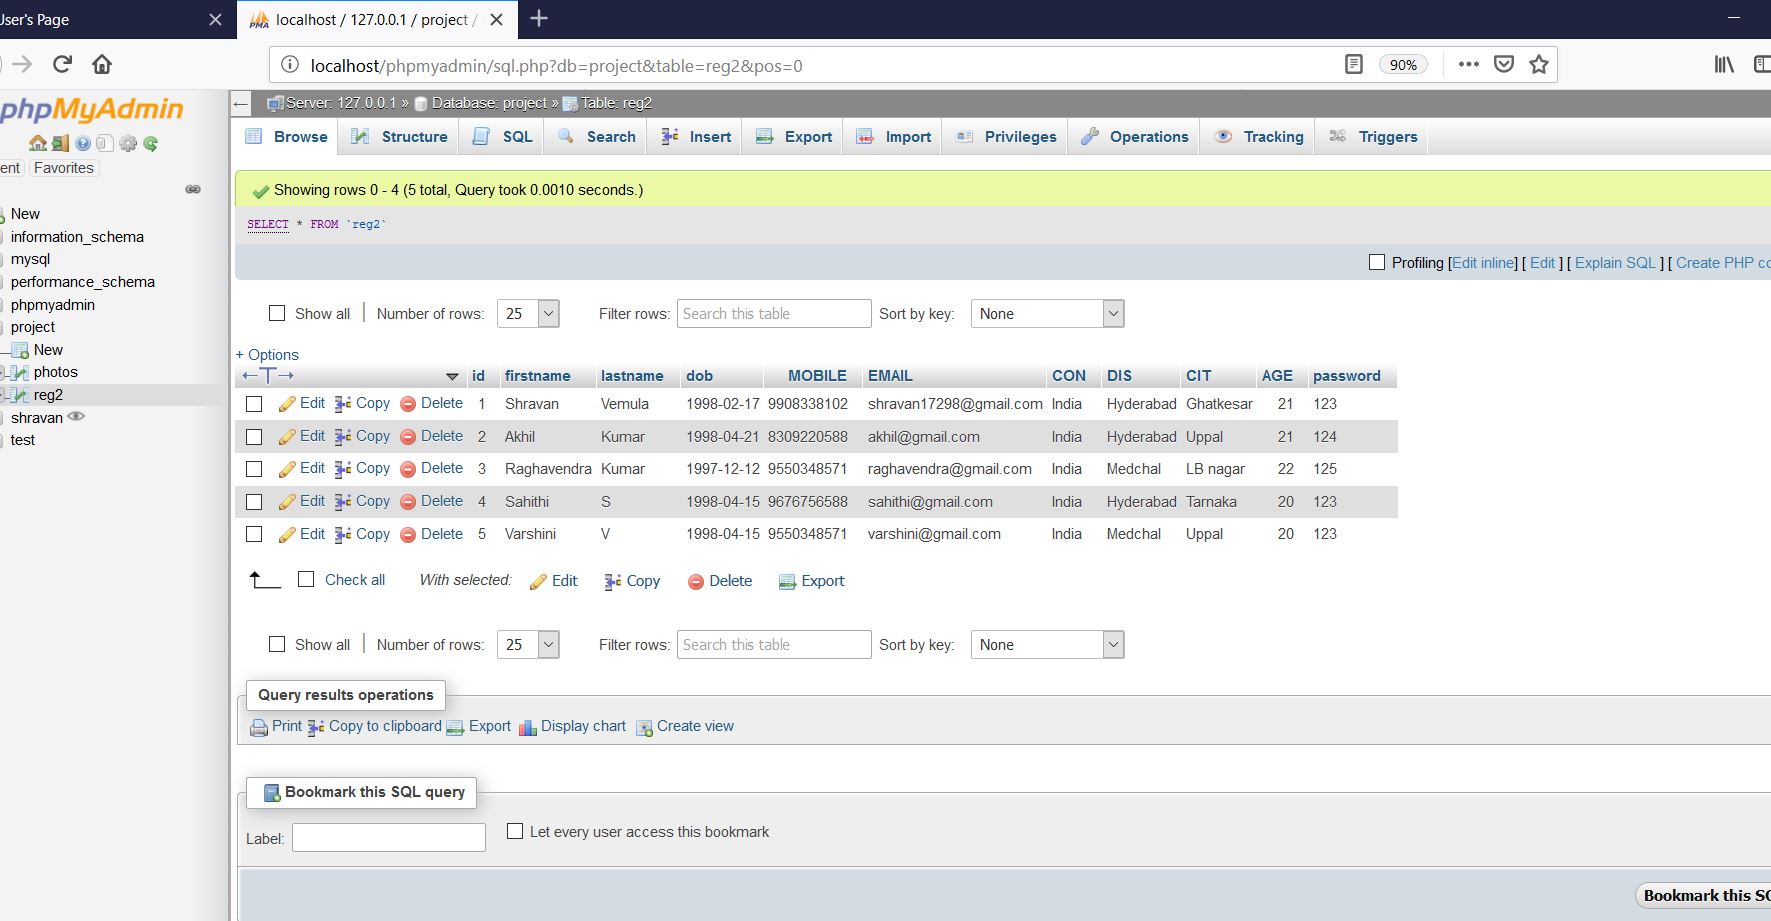 User's Page
localhost / 127.0.0.1 / project /
localhost/phpmyadmin/sql.php?db=project&table=reg2&pos=0
90%
phpMyAdmin
Favorites
New
information_schema
mysql
performance_schema
phpmyadmin
project
New
photos
reg2
shravan
test
Server: 127.0.0.1 » Database: project » Table: reg2
Browse Structure SQL Search Insert Export Import Privileges Operations Tracking Triggers
Showing rows 0 - 4 (5 total, Query took 0.0010 seconds.)
SELECT * FROM `reg2`
Profiling [Edit inline] [ Edit ] [ Explain SQL ] [ Create PHP co
Show all | Number of rows: 25 Filter rows: Search this table Sort by key: None
+ Options
←T→ id firstname lastname dob MOBILE EMAIL CON DIS CIT AGE password
Edit Copy Delete 1 Shravan Vemula 1998-02-17 9908338102 shravan17298@gmail.com India Hyderabad Ghatkesar 21 123
Edit Copy Delete 2 Akhil Kumar 1998-04-21 8309220588 akhil@gmail.com India Hyderabad Uppal 21 124
Edit Copy Delete 3 Raghavendra Kumar 1997-12-12 9550348571 raghavendra@gmail.com India Medchal LB nagar 22 125
Edit Copy Delete 4 Sahithi S 1998-04-15 9676756588 sahithi@gmail.com India Hyderabad Tarnaka 20 123
Edit Copy Delete 5 Varshini V 1998-04-15 9550348571 varshini@gmail.com India Medchal Uppal 20 123
Check all With selected: Edit Copy Delete Export
Show all | Number of rows: 25 Filter rows: Search this table Sort by key: None
Query results operations
Print Copy to clipboard Export Display chart Create view
Bookmark this SQL query
Label: Let every user access this bookmark
Bookmark this SQ